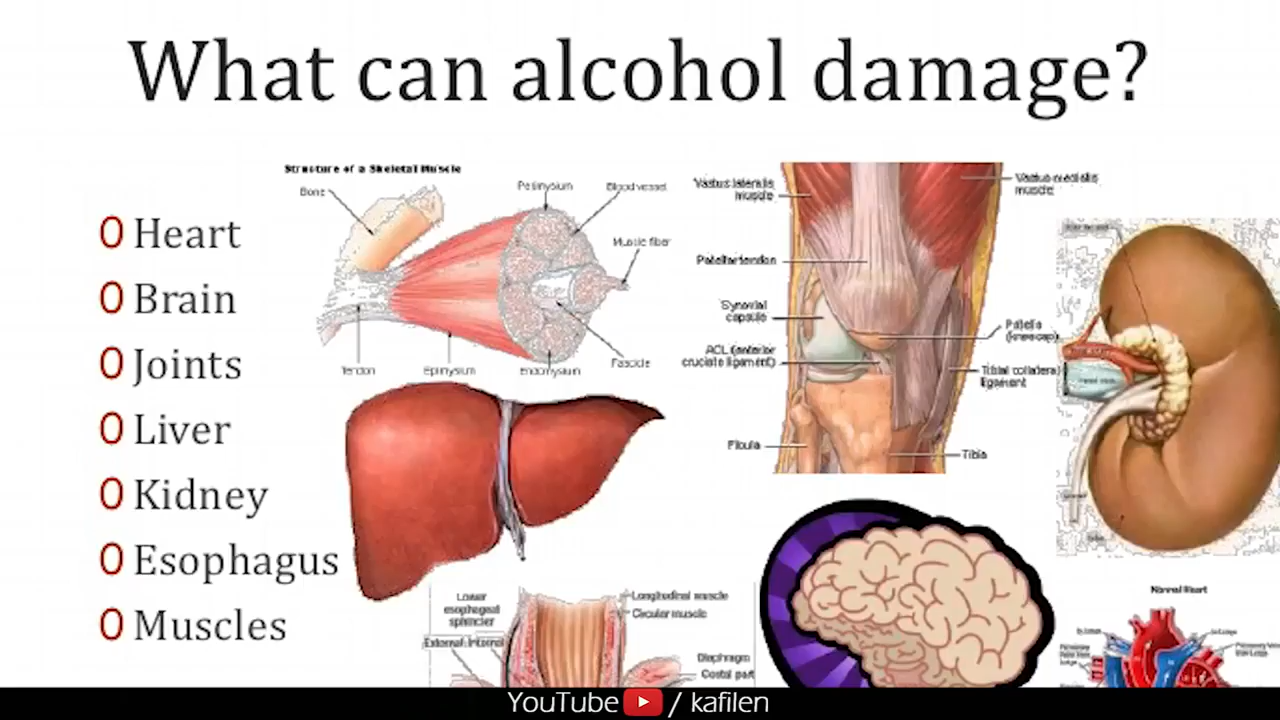 What can alcohol damage?
O Heart
O Brain
O Joints
O Liver
O Kidney
O Esophagus
O Muscles
Structure of a Skeletal Muscle
Bone
Perimysium
Blood vessel
Muscle fiber
Fascicle
Endomysium
Epimysium
Tendon
Vastus lateralis
muscle
Vastus medialis
muscle
Patellar tendon
Synovial
capsule
Patella
(kneecap)
ACL (anterior
cruciate ligament)
Tibial collateral
ligament
Fibula
Tibia
Lower
esophageal
sphincter
External
Internal
Longitudinal muscle
Circular muscle
Diaphragm
Costal part
Normal Heart
YouTube / kafilen